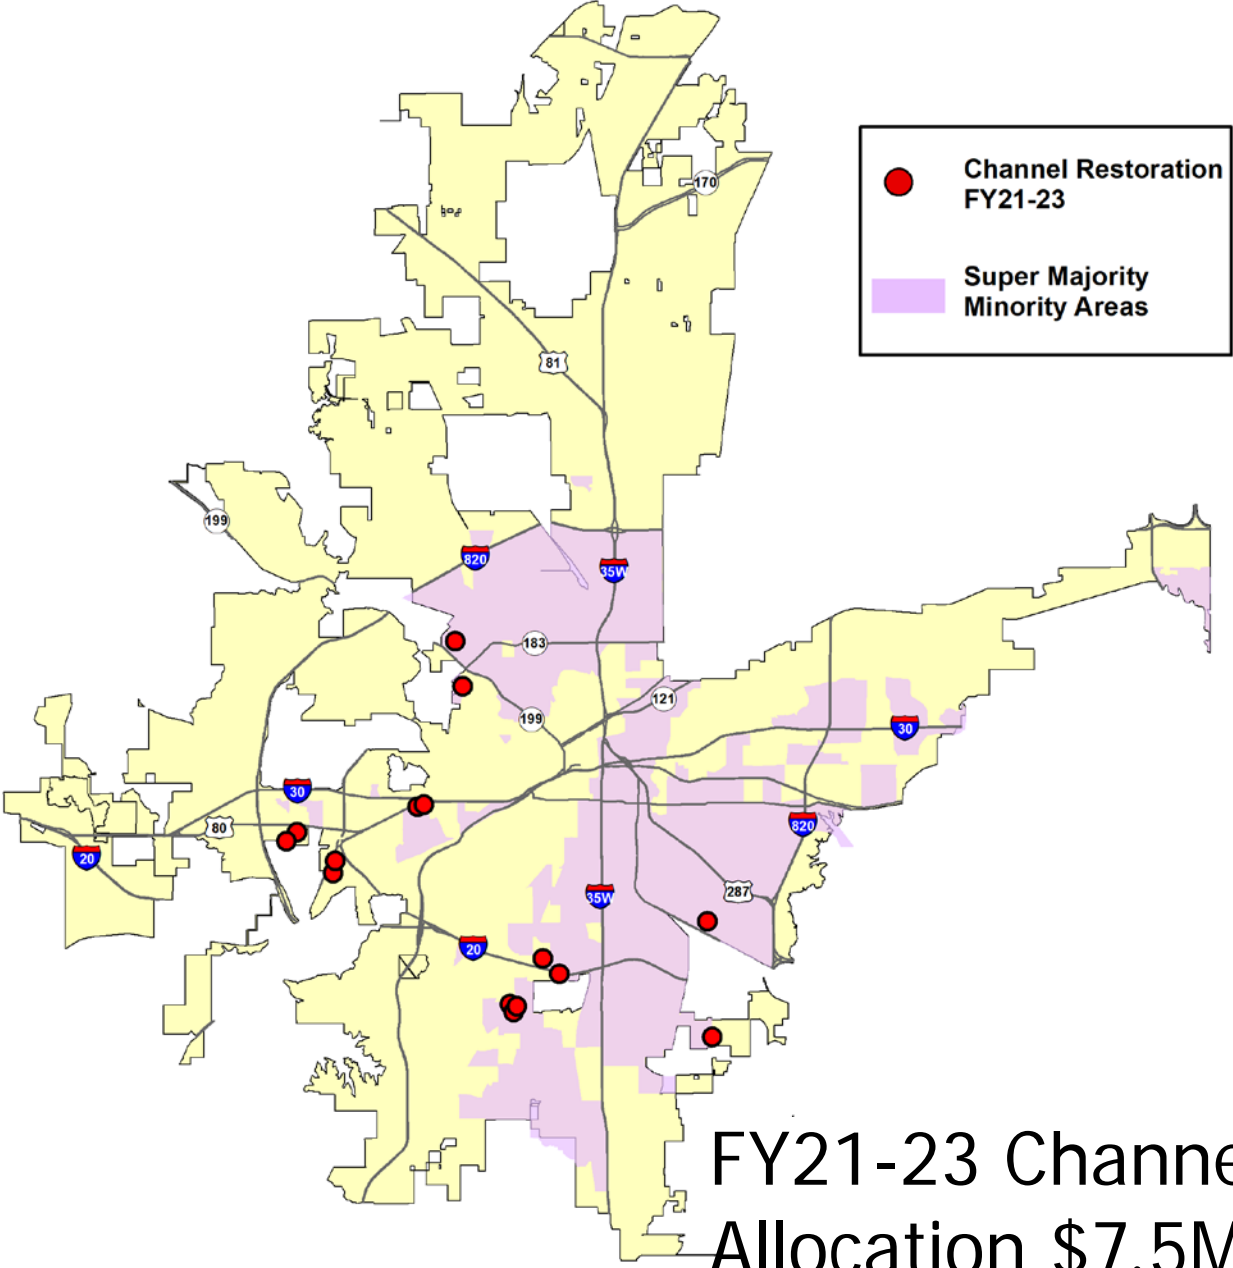 Channel Restoration
FY21-23
Super Majority
Minority Areas
170
81
199
820
35W
183
121
199
30
30
80
820
20
287
35W
20
FY21-23 Channe
Allocation $7.5M